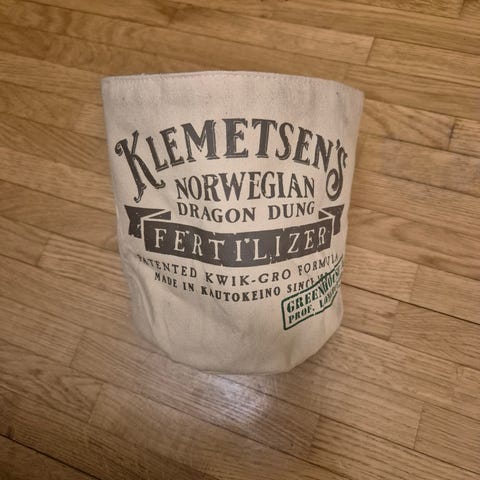 KLEMETSEN'S
NORWEGIAN
DRAGON DUNG
FERTILIZER
PATENTED KWIK-GRO FORMULA
MADE IN KAUTOKEINO SINCE
GREENHOUSE
PROF.